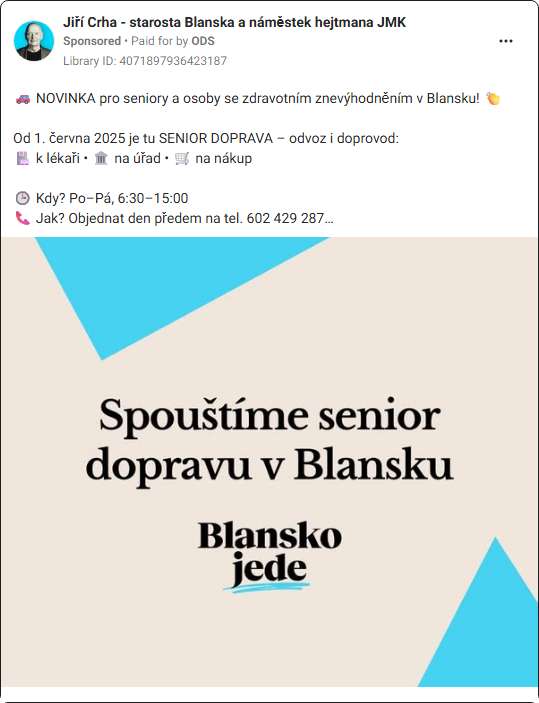 Jiří Crha - starosta Blanska a náměstek hejtmana JMK
Sponsored • Paid for by ODS
Library ID: 4071897936423187
🚗 NOVINKA pro seniory a osoby se zdravotním znevýhodněním v Blansku! 👏
Od 1. června 2025 je tu SENIOR DOPRAVA – odvoz i doprovod:
🏥 k lékaři • 🏛️ na úřad • 🛒 na nákup
🕒 Kdy? Po–Pá, 6:30–15:00
📞 Jak? Objednat den předem na tel. 602 429 287…
Spouštíme senior
dopravu v Blansku
Blansko
jede